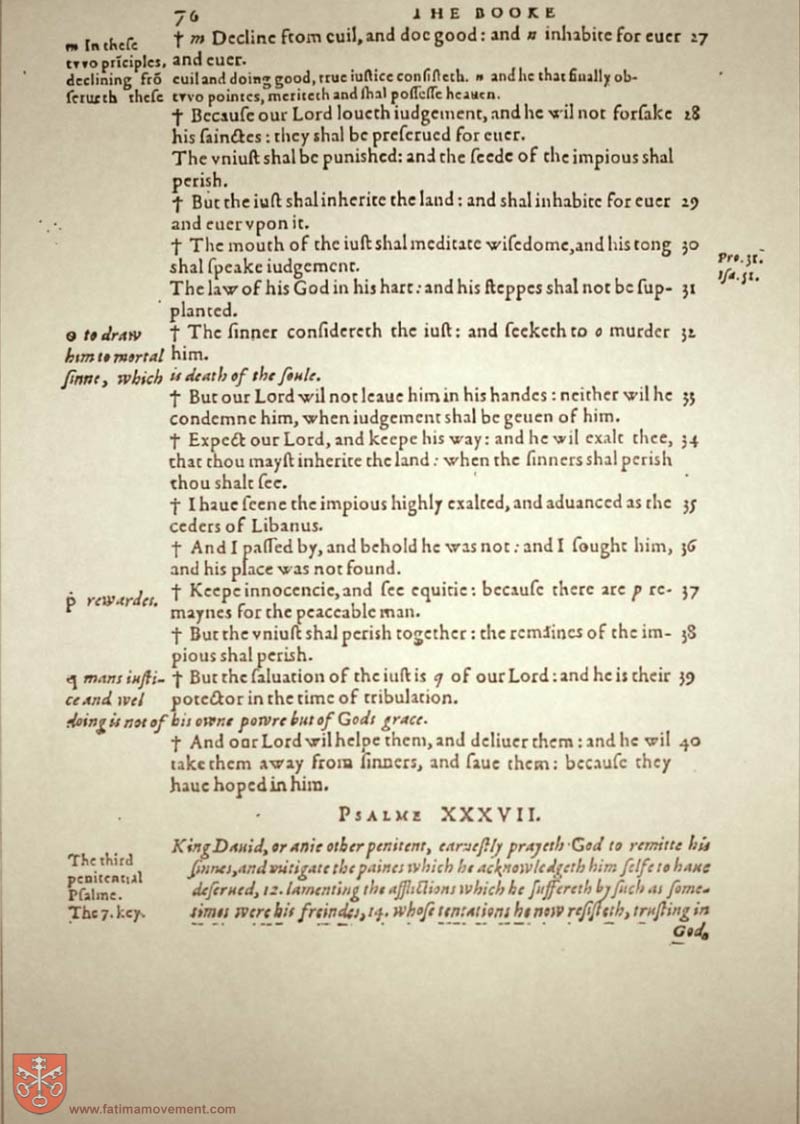 76 THE BOOKE
m In these
two prīciples,
declining frō
serueth these
† m Decline from euil, and doe good: and n inhabite for euer 27
and euer.
euil and doing good, true iustice consisteth. n and he that finally ob-
tvvo pointes, meriteth and shal possesse heauen.
† Because our Lord loueth iudgement, and he wil not forsake 28
his sainctes: they shal be preserued for euer.
The vniust shal be punished: and the seede of the impious shal
perish.
† But the iust shal inherite the land: and shal inhabite for euer 29
and euer vpon it.
† The mouth of the iust shal meditate wisedome, and his tong 30
shal speake iudgement.
Pro. 31.
Isa. 51.
The law of his God in his hart: and his steppes shal not be sup- 31
planted.
o to draw
him to mortal
sinne, which is death of the soule.
† The sinner considereth the iust: and seeketh to o murder 32
him.
† But our Lord wil not leaue him in his handes: neither wil he 33
condemne him, when iudgement shal be geuen of him.
† Expect our Lord, and keepe his way: and he wil exalt thee, 34
that thou mayst inherite the land: when the sinners shal perish
thou shalt see.
† I haue seene the impious highly exalted, and aduanced as the 35
ceders of Libanus.
† And I passed by, and behold he was not: and I sought him, 36
and his place was not found.
p rewardes.
† Keepe innocencie, and see equitie: because there are p re- 37
maynes for the peaceable man.
† But the vniust shal perish together: the remaines of the im- 38
pious shal perish.
q mans iusti-
ce and wel
doing is not of his owne powre but of Gods grace.
† But the saluation of the iust is q of our Lord: and he is their 39
potector in the time of tribulation.
† And our Lord wil helpe them, and deliuer them: and he wil 40
take them away from sinners, and saue them: because they
haue hoped in him.
PSALME XXXVII.
The third
penitential
Psalme.
The 7. key.
King Dauid, or anie other penitent, earnestly prayeth God to remitte his
sinnes, and mitigate the paines which he acknowledgeth him selfe to haue
deserued, 12. lamenting the afflictions which he suffereth by such as some-
times were his freindes, 14. whose tentations he now resisteth, trusting in
God,
www.fatimamovement.com